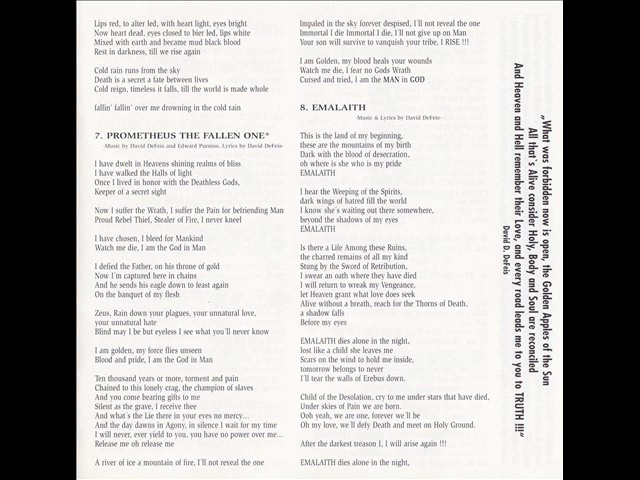 Lips red, to alter led, with heart light, eyes bright
Now heart dead, eyes closed to bier led, lips white
Mixed with earth and became mud black blood
Rest in darkness, till we rise again
Cold rain runs from the sky
Death is a secret a fate between lives
Cold reign, timeless it falls, till the world is made whole
fallin' fallin' over me drowning in the cold rain
7. PROMETHEUS THE FALLEN ONE*
-Music by David DeFeis and Edward Pursino, Lyrics by David DeFeis-
I have dwelt in Heavens shining realms of bliss
I have walked the Halls of light
Once I lived in honor with the Deathless Gods,
Keeper of a secret sight
Now I suffer the Wrath, I suffer the Pain for befriending Man
Proud Rebel Thief, Stealer of Fire, I never kneel
I have chosen, I bleed for Mankind
Watch me die, I am the God in Man
I defied the Father, on his throne of gold
Now I'm captured here in chains
And he sends his eagle down to feast again
On the banquet of my flesh
Zeus, Rain down your plagues, your unnatural love,
your unnatural hate
Blind may I be but eyeless I see what you'll never know
I am golden, my force flies unseen
Blood and pride, I am the God in Man
Ten thousand years or more, torment and pain
Chained to this lonely crag, the champion of slaves
And you come bearing gifts to me
Silent as the grave, I receive thee
And what's the Lie there in your eyes no mercy...
And the day dawns in Agony, in silence I wait for my time
I will never, ever yield to you, you have no power over me...
Release me oh release me
A river of ice a mountain of fire, I'll not reveal the one
Impaled in the sky forever despised, I'll not reveal the one
Immortal I die Immortal I die, I'll not give up on Man
Your son will survive to vanquish your tribe, I RISE !!!
I am Golden, my blood heals your wounds
Watch me die, I fear no Gods Wrath
Cursed and tried, I am the MAN in GOD
8. EMALAITH
-Music & Lyrics by David DeFeis-
This is the land of my beginning,
these are the mountains of my birth
Dark with the blood of desecration,
oh where is she who is my pride
EMALAITH
I hear the Weeping of the Spirits,
dark wings of hatred fill the world
I know she's waiting out there somewhere,
beyond the shadows of my eyes
EMALAITH
Is there a Life Among these Ruins,
the charred remains of all my kind
Stung by the Sword of Retribution,
I swear an oath where they have died
I will return to wreak my Vengeance,
let Heaven grant what love does seek
Alive without a breath, reach for the Thorns of Death,
a shadow falls
Before my eyes
EMALAITH dies alone in the night,
lost like a child she leaves me
Scars on the wind to hold me inside,
tomorrow belongs to never
I'll tear the walls of Erebus down.
Child of the Desolation, cry to me under stars that have died,
Under skies of Pain we are born.
Ooh yeah, we are one, forever we'll be
Oh my love, we'll defy Death and meet on Holy Ground.
After the darkest treason I, I will arise again !!!
EMALAITH dies alone in the night,
„What was forbidden now is open, the Golden Apples of the Sun
All that's Alive consider Holy, Body and Soul are reconciled
And Heaven and Hell remember their Love, and every road leads me to you to TRUTH !!!"
David D. DeFeis